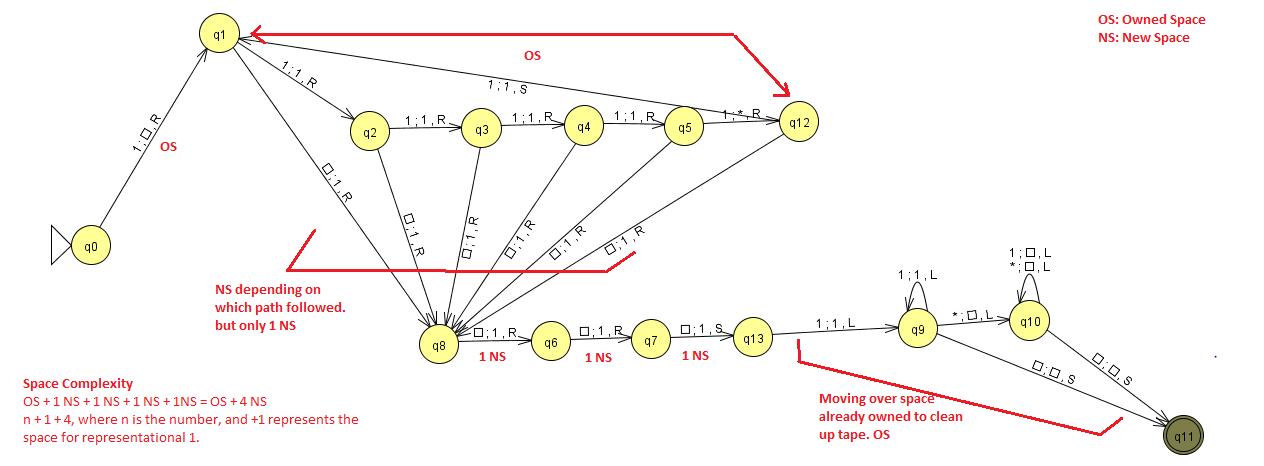 OS: Owned Space
NS: New Space
q1
OS
1 ; 1 , R
1 ; 1 , S
1 ; □ , R
OS
q2
1 ; 1 , R
q3
1 ; 1 , R
q4
1 ; 1 , R
q5
1 ; * , R
q12
q0
□ ; 1 , R
□ ; 1 , R
□ ; 1 , R
□ ; 1 , R
□ ; 1 , R
□ ; 1 , R
NS depending on
which path followed.
but only 1 NS
q8
□ ; 1 , R
1 NS
q6
□ ; 1 , R
1 NS
q7
□ ; 1 , S
1 NS
q13
1 ; 1 , L
1 ; 1 , L
q9
* ; □ , L
1 ; □ , L
* ; □ , L
q10
□ ; □ , S
□ ; □ , S
q11
Moving over space
already owned to clean
up tape. OS
Space Complexity
OS + 1 NS + 1 NS + 1 NS + 1NS = OS + 4 NS
n + 1 + 4, where n is the number, and +1 represents the
space for representational 1.